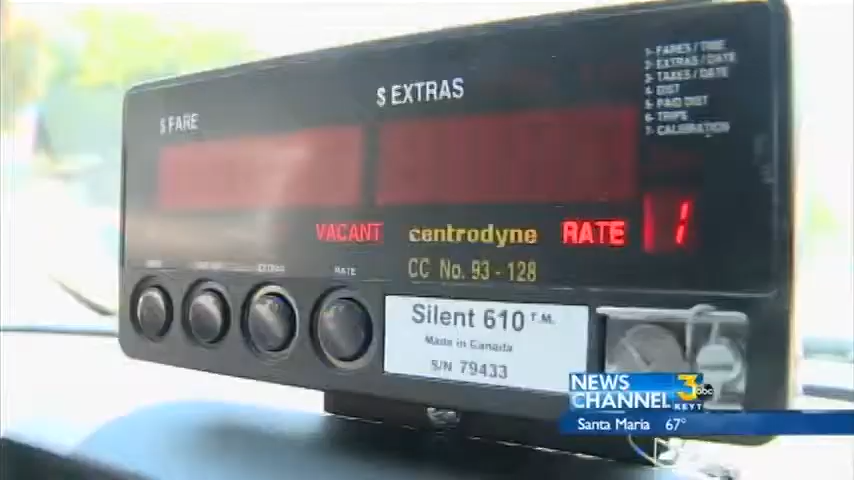 $ FARE
$ EXTRAS
1- FARES / TIME
2- EXTRAS / DATE
3- TAXES / DATE
4- DIST
5- PAID DIST
6- TRIPS
7- CALIBRATION
VACANT
centrodyne
RATE 1
CC No. 93 - 128
EXTRAS
RATE
Silent 610 T.M.
Made in Canada
S/N 79433
NEWS
CHANNEL 3
abc
KEYT
Santa Maria 67°